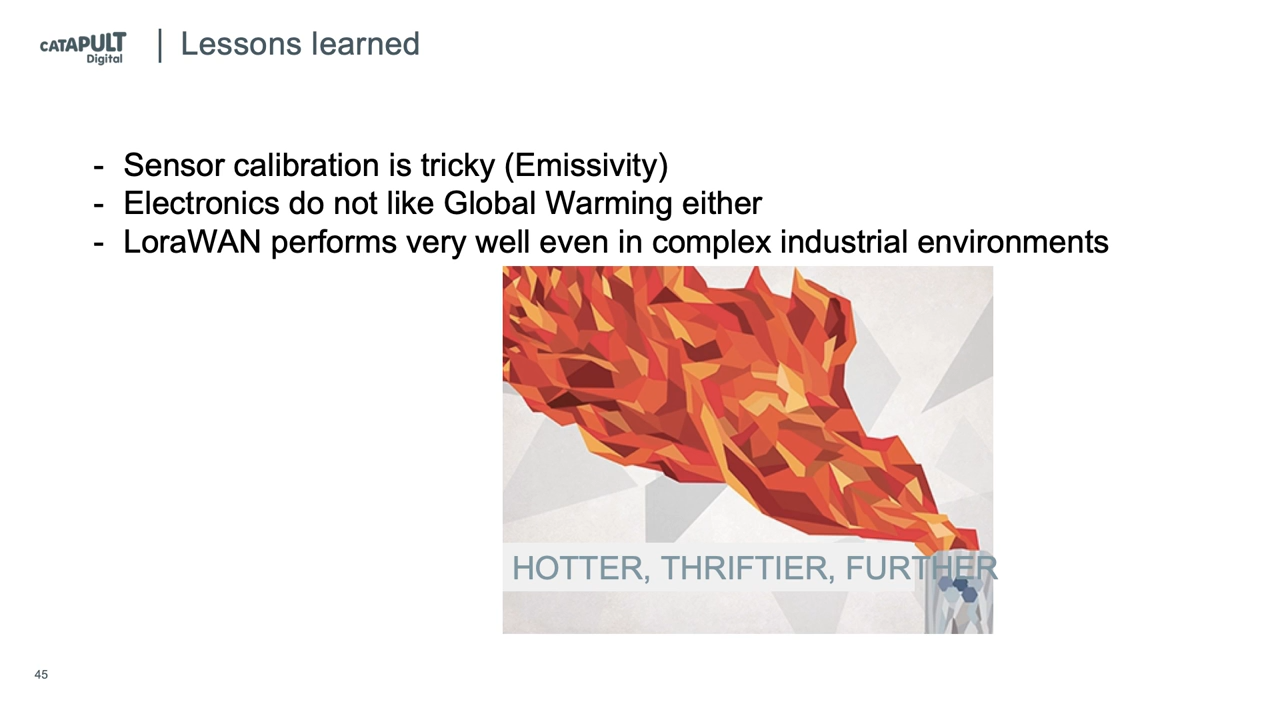 CATAPULT
Digital
Lessons learned
- Sensor calibration is tricky (Emissivity)
- Electronics do not like Global Warming either
- LoraWAN performs very well even in complex industrial environments
HOTTER, THRIFTIER, FURTHER
45